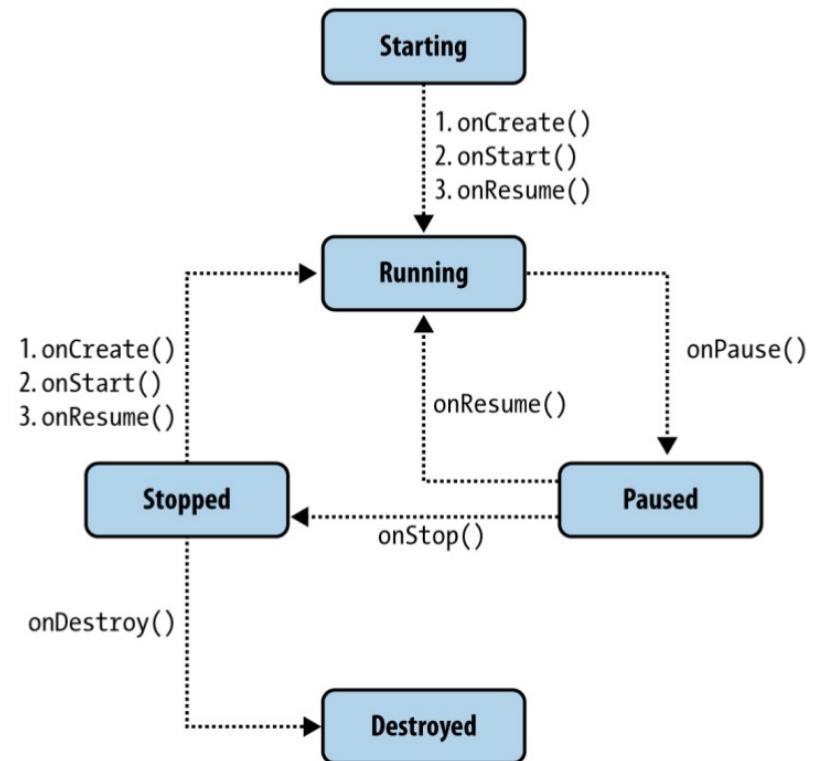 Starting
1. onCreate()
2. onStart()
3. onResume()
Running
1. onCreate()
2. onStart()
3. onResume()
onPause()
onResume()
Stopped
Paused
onStop()
onDestroy()
Destroyed